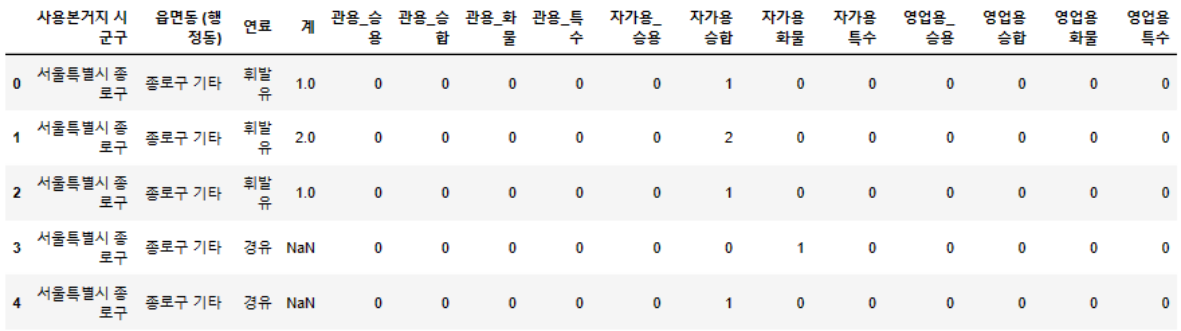 사용본거지 시군구 읍면동 (행정동) 연료 계 관용_승용 관용_승합 관용_화물 관용_특수 자가용_승용 자가용승합 자가용화물 자가용특수 영업용_승용 영업용승합 영업용화물 영업용특수
0 서울특별시 종로구 종로구 기타 휘발유 1.0 0 0 0 0 0 1 0 0 0 0 0 0
1 서울특별시 종로구 종로구 기타 휘발유 2.0 0 0 0 0 0 2 0 0 0 0 0 0
2 서울특별시 종로구 종로구 기타 휘발유 1.0 0 0 0 0 0 1 0 0 0 0 0 0
3 서울특별시 종로구 종로구 기타 경유 NaN 0 0 0 0 0 0 1 0 0 0 0 0
4 서울특별시 종로구 종로구 기타 경유 NaN 0 0 0 0 0 1 0 0 0 0 0 0